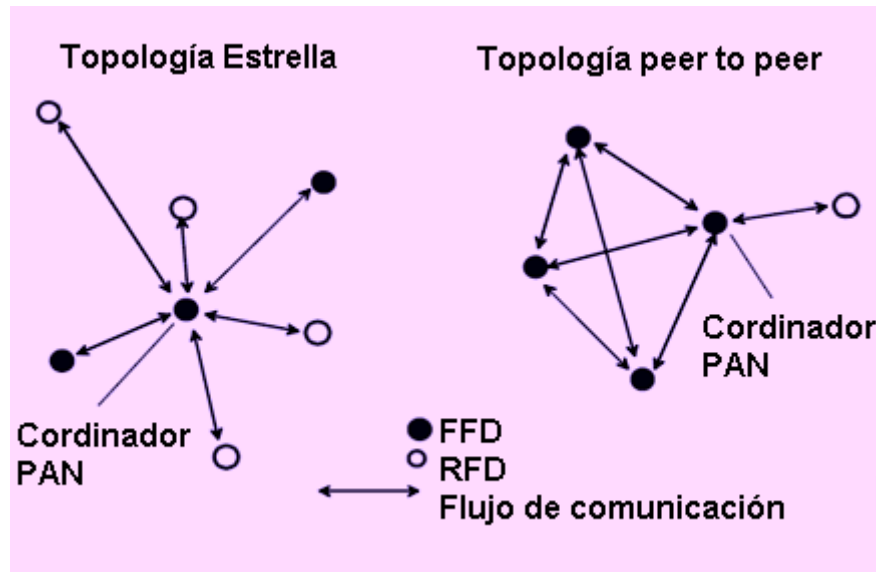 Topología Estrella
Topología peer to peer
Cordinador
PAN
Cordinador
PAN
FFD
RFD
Flujo de comunicación